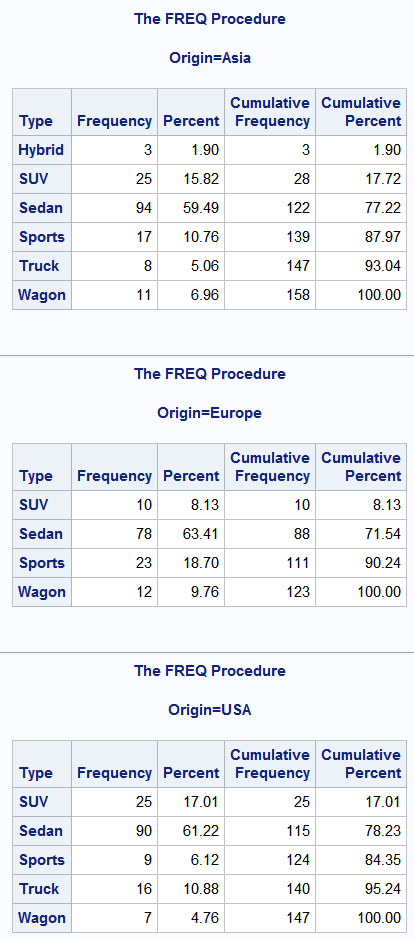 The FREQ Procedure
Origin=Asia
Cumulative Cumulative
Type Frequency Percent Frequency Percent
Hybrid 3 1.90 3 1.90
SUV 25 15.82 28 17.72
Sedan 94 59.49 122 77.22
Sports 17 10.76 139 87.97
Truck 8 5.06 147 93.04
Wagon 11 6.96 158 100.00
The FREQ Procedure
Origin=Europe
Cumulative Cumulative
Type Frequency Percent Frequency Percent
SUV 10 8.13 10 8.13
Sedan 78 63.41 88 71.54
Sports 23 18.70 111 90.24
Wagon 12 9.76 123 100.00
The FREQ Procedure
Origin=USA
Cumulative Cumulative
Type Frequency Percent Frequency Percent
SUV 25 17.01 25 17.01
Sedan 90 61.22 115 78.23
Sports 9 6.12 124 84.35
Truck 16 10.88 140 95.24
Wagon 7 4.76 147 100.00